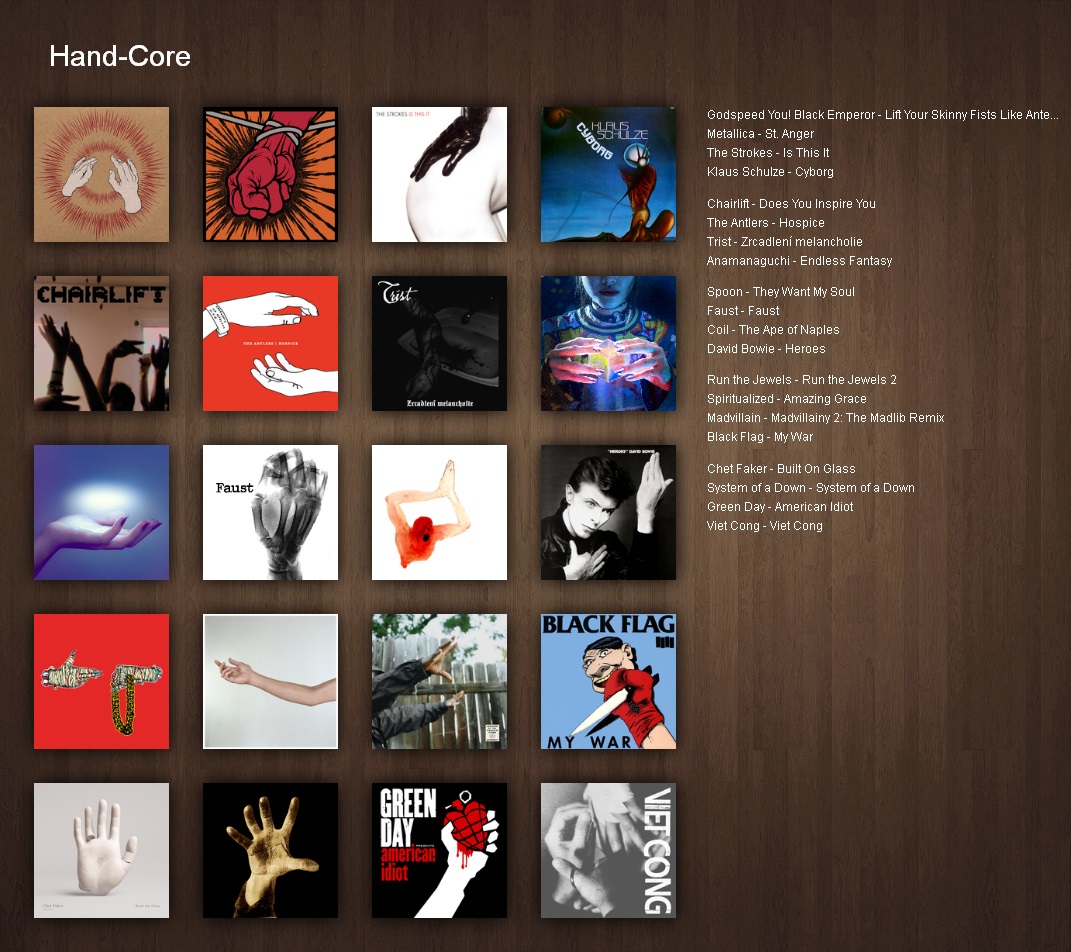 Hand-Core
THE STROKES IS THIS IT
KLAUS
SCHULZE
CYBORG
Godspeed You! Black Emperor - Lift Your Skinny Fists Like Ante...
Metallica - St. Anger
The Strokes - Is This It
Klaus Schulze - Cyborg
CHAIRLIFT
THE ANTLERS | HOSPICE
Trist
Zrcadlení melancholie
Chairlift - Does You Inspire You
The Antlers - Hospice
Trist - Zrcadlení melancholie
Anamanaguchi - Endless Fantasy
Spoon - They Want My Soul
Faust - Faust
Coil - The Ape of Naples
David Bowie - Heroes
Faust
"HEROES" DAVID BOWIE
Run the Jewels - Run the Jewels 2
Spiritualized - Amazing Grace
Madvillain - Madvillainy 2: The Madlib Remix
Black Flag - My War
Chet Faker - Built On Glass
System of a Down - System of a Down
Green Day - American Idiot
Viet Cong - Viet Cong
BLACK FLAG
MY WAR
Chet Faker
Built On Glass
GREEN
DAY
PRESENTS
american
idiot
VIET CONG